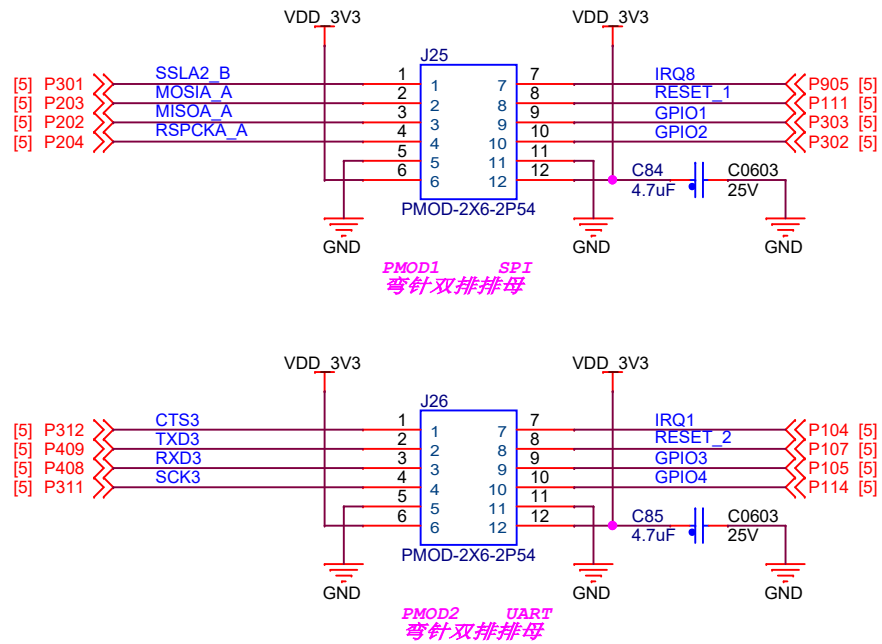 VDD_3V3 VDD_3V3
J25
[5] P301 SSLA2_B 1 1 7 7 IRQ8 P905 [5]
[5] P203 MOSIA_A 2 2 8 8 RESET_1 P111 [5]
[5] P202 MISOA_A 3 3 9 9 GPIO1 P303 [5]
[5] P204 RSPCKA_A 4 4 10 10 GPIO2 P302 [5]
5 5 11 11
6 6 12 12 C84 C0603
4.7uF 25V
PMOD-2X6-2P54
GND GND GND
PMOD1 SPI
弯针双排排母
VDD_3V3 VDD_3V3
J26
[5] P312 CTS3 1 1 7 7 IRQ1 P104 [5]
[5] P409 TXD3 2 2 8 8 RESET_2 P107 [5]
[5] P408 RXD3 3 3 9 9 GPIO3 P105 [5]
[5] P311 SCK3 4 4 10 10 GPIO4 P114 [5]
5 5 11 11
6 6 12 12 C85 C0603
4.7uF 25V
PMOD-2X6-2P54
GND GND GND
PMOD2 UART
弯针双排排母